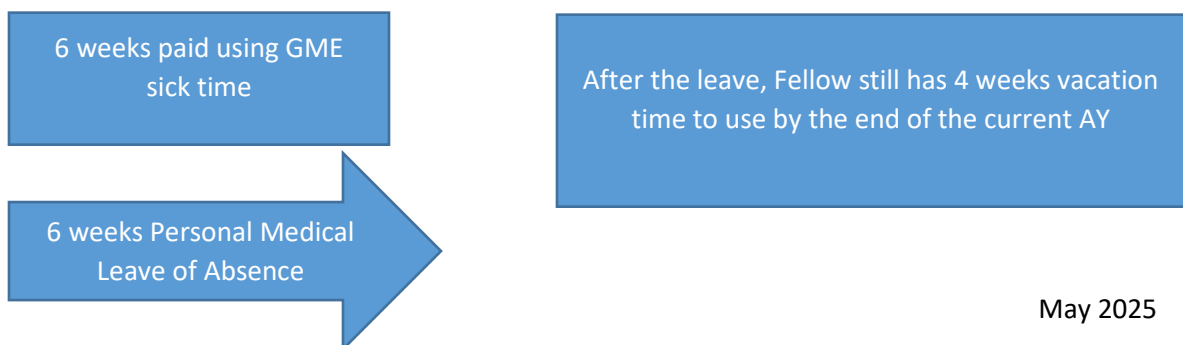 6 weeks paid using GME
sick time
After the leave, Fellow still has 4 weeks vacation
time to use by the end of the current AY
6 weeks Personal Medical
Leave of Absence
May 2025